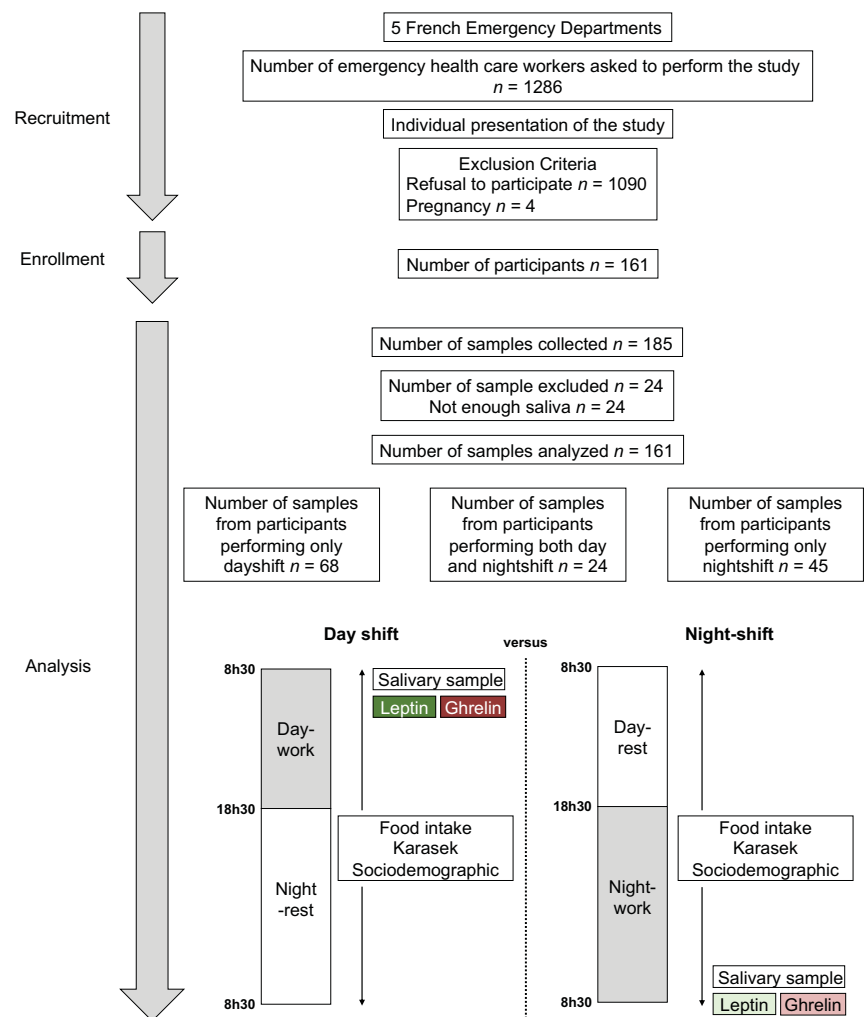 5 French Emergency Departments
Number of emergency health care workers asked to perform the study
n = 1286
Recruitment
Individual presentation of the study
Exclusion Criteria
Refusal to participate n = 1090
Pregnancy n = 4
Enrollment
Number of participants n = 161
Number of samples collected n = 185
Number of sample excluded n = 24
Not enough saliva n = 24
Number of samples analyzed n = 161
Number of samples
from participants
performing only
dayshift n = 68
Number of samples
from participants
performing both day
and nightshift n = 24
Number of samples
from participants
performing only
nightshift n = 45
Analysis
Day shift
versus
Night-shift
8h30
Day-
work
18h30
Night
-rest
8h30
Salivary sample
Leptin
Ghrelin
Food intake
Karasek
Sociodemographic
8h30
Day-
rest
18h30
Night-
work
8h30
Food intake
Karasek
Sociodemographic
Salivary sample
Leptin
Ghrelin